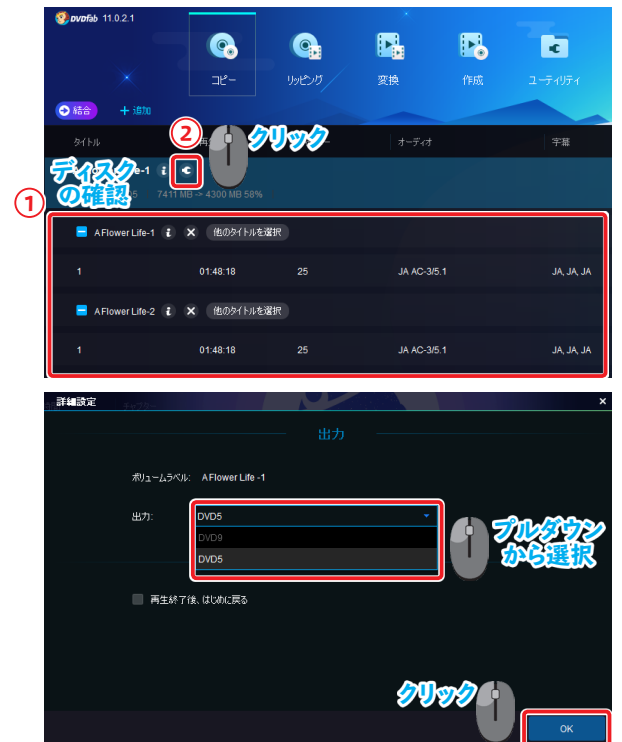 DVDFab 11.0.2.1
コピー
リッピング
変換
作成
ユーティリティ
結合
+ 追加
② クリック
タイトル
オーディオ
字幕
ディスク
の確認
e-1
7411 MB -> 4300 MB 58%
①
A Flower Life-1 他のタイトルを選択
1 01:48:18 25 JA AC-3/5.1 JA, JA, JA
A Flower Life-2 他のタイトルを選択
1 01:48:18 25 JA AC-3/5.1 JA, JA, JA
詳細設定
出力
ボリュームラベル: A Flower Life -1
出力: DVD5
DVD9
DVD5
プルダウン
から選択
再生終了後、はじめに戻る
クリック
OK